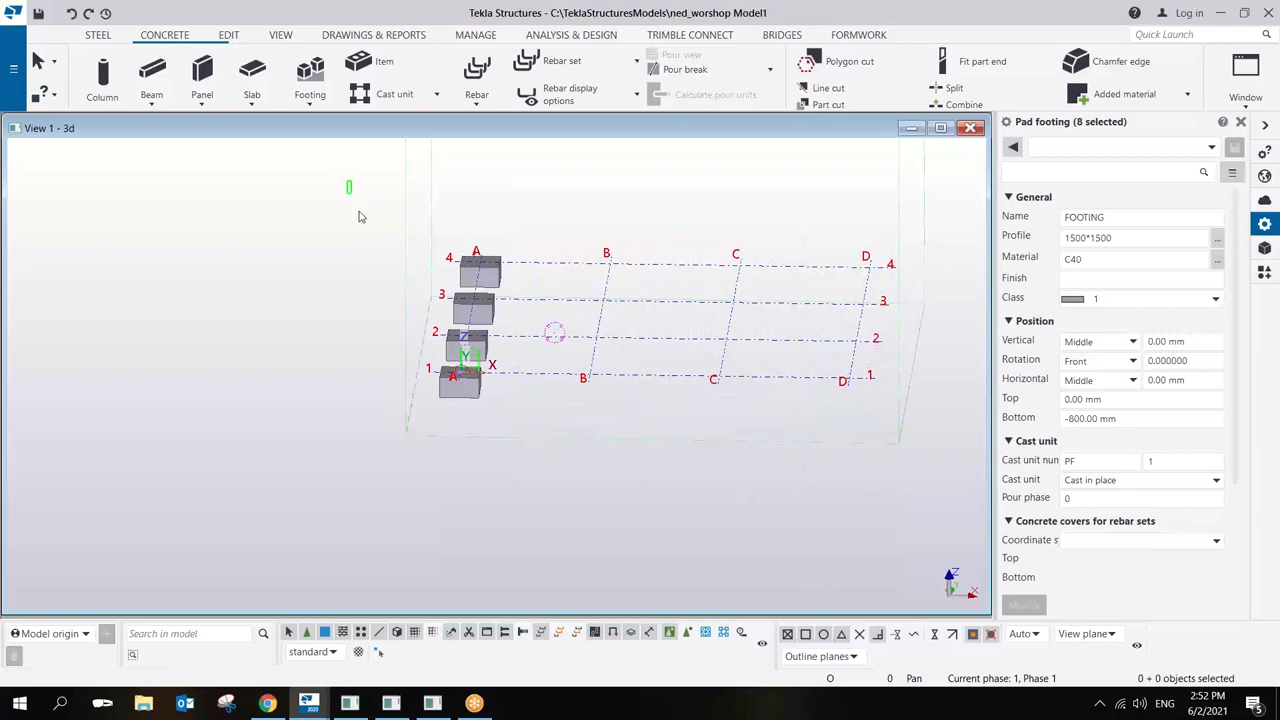 Tekla Structures - C:\TeklaStructuresModels\ned_workshop Model1
Log in
STEEL CONCRETE EDIT VIEW DRAWINGS & REPORTS MANAGE ANALYSIS & DESIGN TRIMBLE CONNECT BRIDGES FORMWORK
Quick Launch
Column
Beam
Panel
Slab
Footing
Item
Cast unit
Rebar
Rebar set
Rebar display options
Pour view
Pour break
Calculate pour units
Polygon cut
Line cut
Part cut
Fit part end
Split
Combine
Chamfer edge
Added material
Window
View 1 - 3d
Pad footing (8 selected)
General
Name FOOTING
Profile 1500*1500 ...
Material C40 ...
Finish
Class 1
Position
Vertical Middle 0.00 mm
Rotation Front 0.000000
Horizontal Middle 0.00 mm
Top 0.00 mm
Bottom -800.00 mm
Cast unit
Cast unit num PF 1
Cast unit Cast in place
Pour phase 0
Concrete covers for rebar sets
Coordinate s
Top
Bottom
Modify
0
A B C D
4 4
3 3
2 2
Z
Y
X
1 A B C D 1
Z
Y
X
Model origin
Search in model
standard
Auto
View plane
Outline planes
O 0 Pan Current phase: 1, Phase 1 0 + 0 objects selected
2020
ENG
2:52 PM
6/2/2021
5